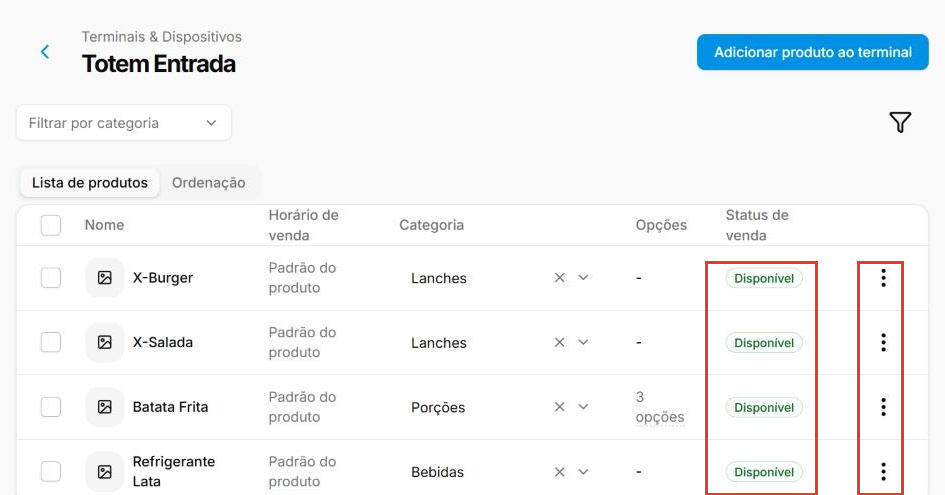 Terminais & Dispositivos
Totem Entrada
Adicionar produto ao terminal
Filtrar por categoria
Lista de produtos
Ordenação
Nome
Horário de
venda
Categoria
Opções
Status de
venda
X-Burger
Padrão do
produto
Lanches
-
Disponível
X-Salada
Padrão do
produto
Lanches
-
Disponível
Batata Frita
Padrão do
produto
Porções
3
opções
Disponível
Refrigerante
Lata
Padrão do
produto
Bebidas
-
Disponível